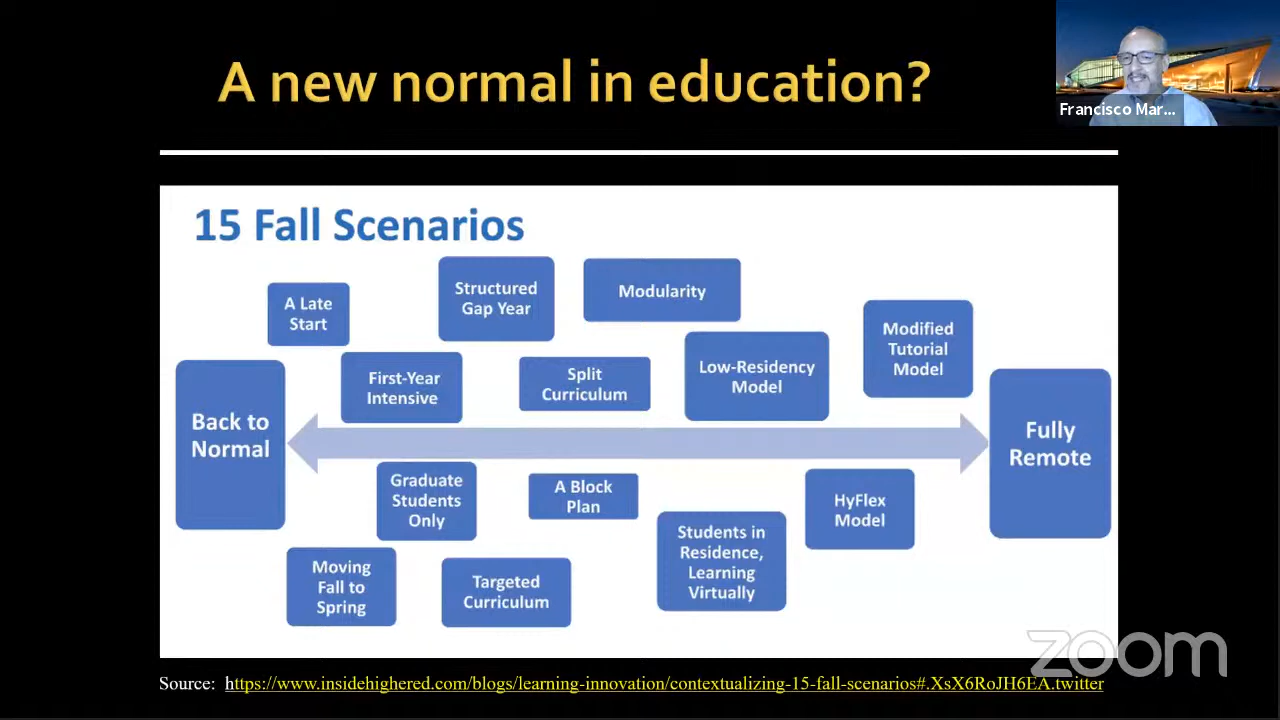 A new normal in education?
Francisco Mar...
15 Fall Scenarios
A Late
Start
Structured
Gap Year
Modularity
Modified
Tutorial
Model
First-Year
Intensive
Split
Curriculum
Low-Residency
Model
Back to
Normal
Fully
Remote
Graduate
Students
Only
A Block
Plan
HyFlex
Model
Students in
Residence,
Learning
Virtually
Moving
Fall to
Spring
Targeted
Curriculum
zoom
Source: https://www.insidehighered.com/blogs/learning-innovation/contextualizing-15-fall-scenarios#.XsX6RoJH6EA.twitter